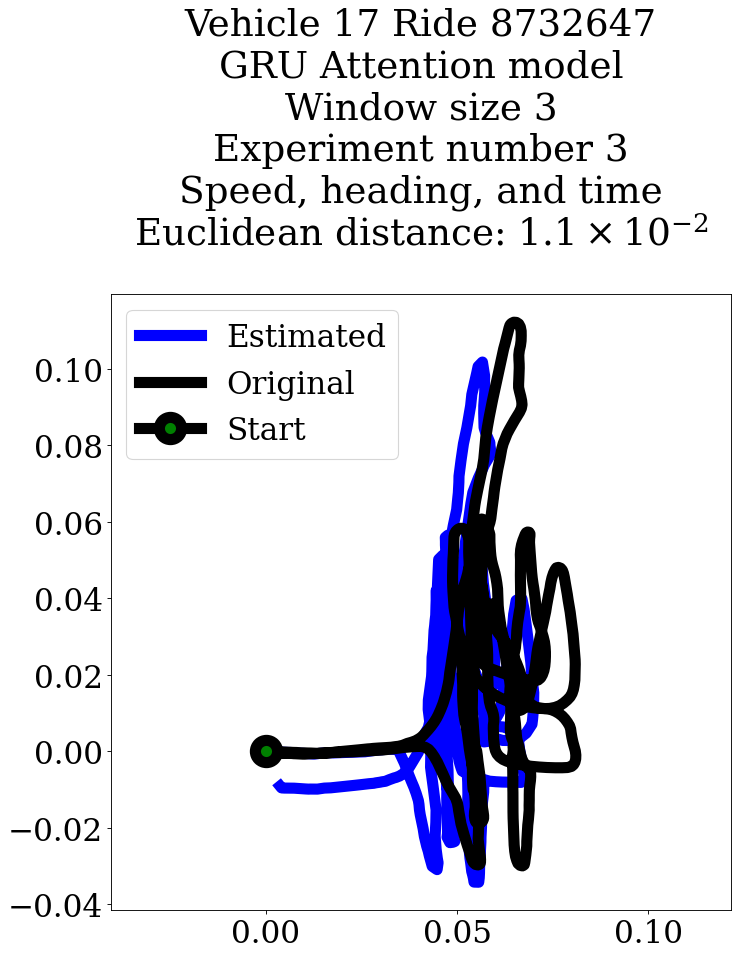 Vehicle 17 Ride 8732647
GRU Attention model
Window size 3
Experiment number 3
Speed, heading, and time
Euclidean distance: 1.1 × 10⁻²
Estimated
Original
Start
0.10
0.08
0.06
0.04
0.02
0.00
−0.02
−0.04
0.00 0.05 0.10